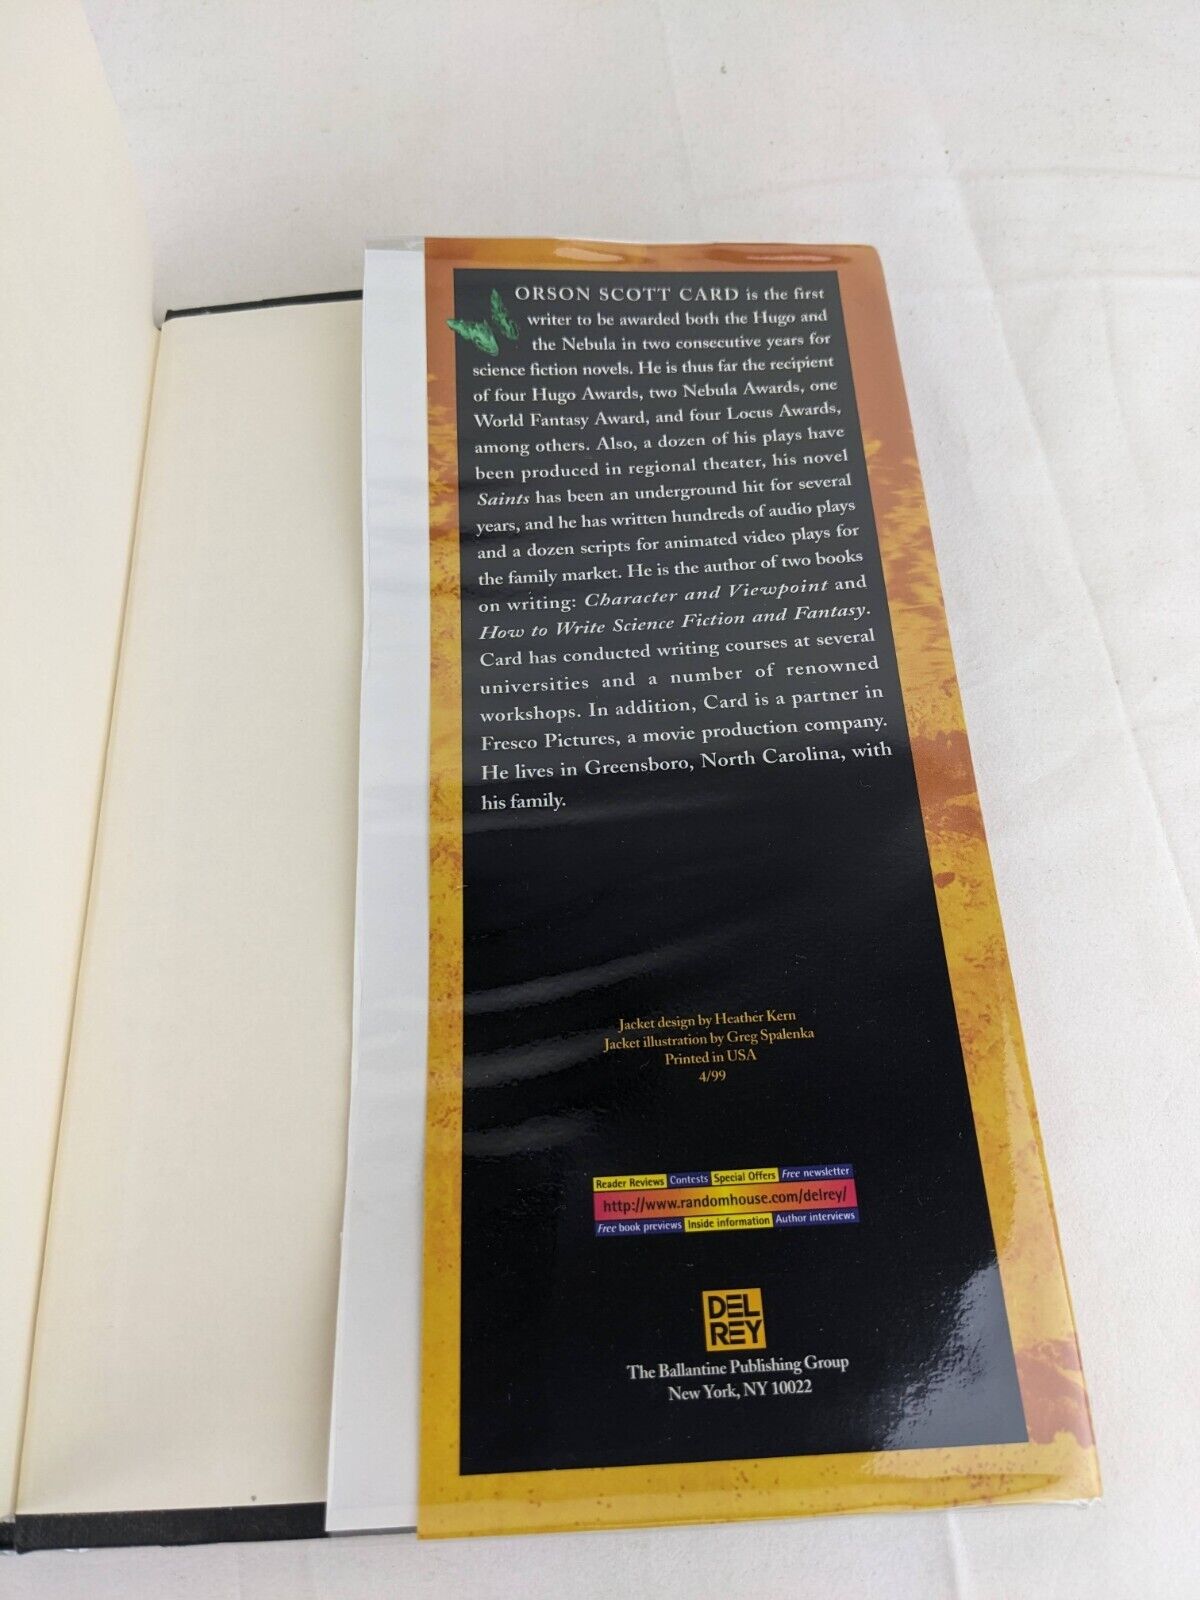 ORSON SCOTT CARD is the first
writer to be awarded both the Hugo and
the Nebula in two consecutive years for
science fiction novels. He is thus far the recipient
of four Hugo Awards, two Nebula Awards, one
World Fantasy Award, and four Locus Awards,
among others. Also, a dozen of his plays have
been produced in regional theater, his novel
Saints has been an underground hit for several
years, and he has written hundreds of audio plays
and a dozen scripts for animated video plays for
the family market. He is the author of two books
on writing: Character and Viewpoint and
How to Write Science Fiction and Fantasy.
Card has conducted writing courses at several
universities and a number of renowned
workshops. In addition, Card is a partner in
Fresco Pictures, a movie production company.
He lives in Greensboro, North Carolina, with
his family.
Jacket design by Heather Kern
Jacket illustration by Greg Spalenka
Printed in USA
4/99
Reader Reviews Contests Special Offers Free newsletter
http://www.randomhouse.com/delrey/
Free book previews Inside information Author interviews
DEL
REY
The Ballantine Publishing Group
New York, NY 10022